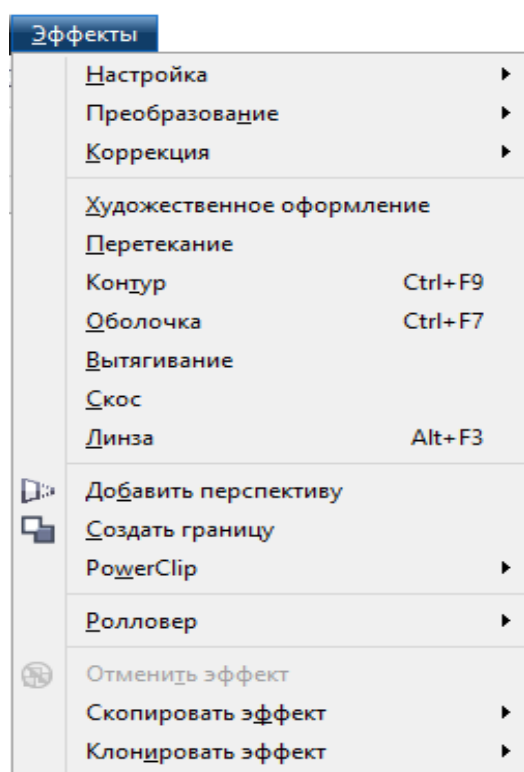 Эффекты
Настройка
Преобразование
Коррекция
Художественное оформление
Перетекание
Контур Ctrl+F9
Оболочка Ctrl+F7
Вытягивание
Скос
Линза Alt+F3
Добавить перспективу
Создать границу
PowerClip
Ролловер
Отменить эффект
Скопировать эффект
Клонировать эффект